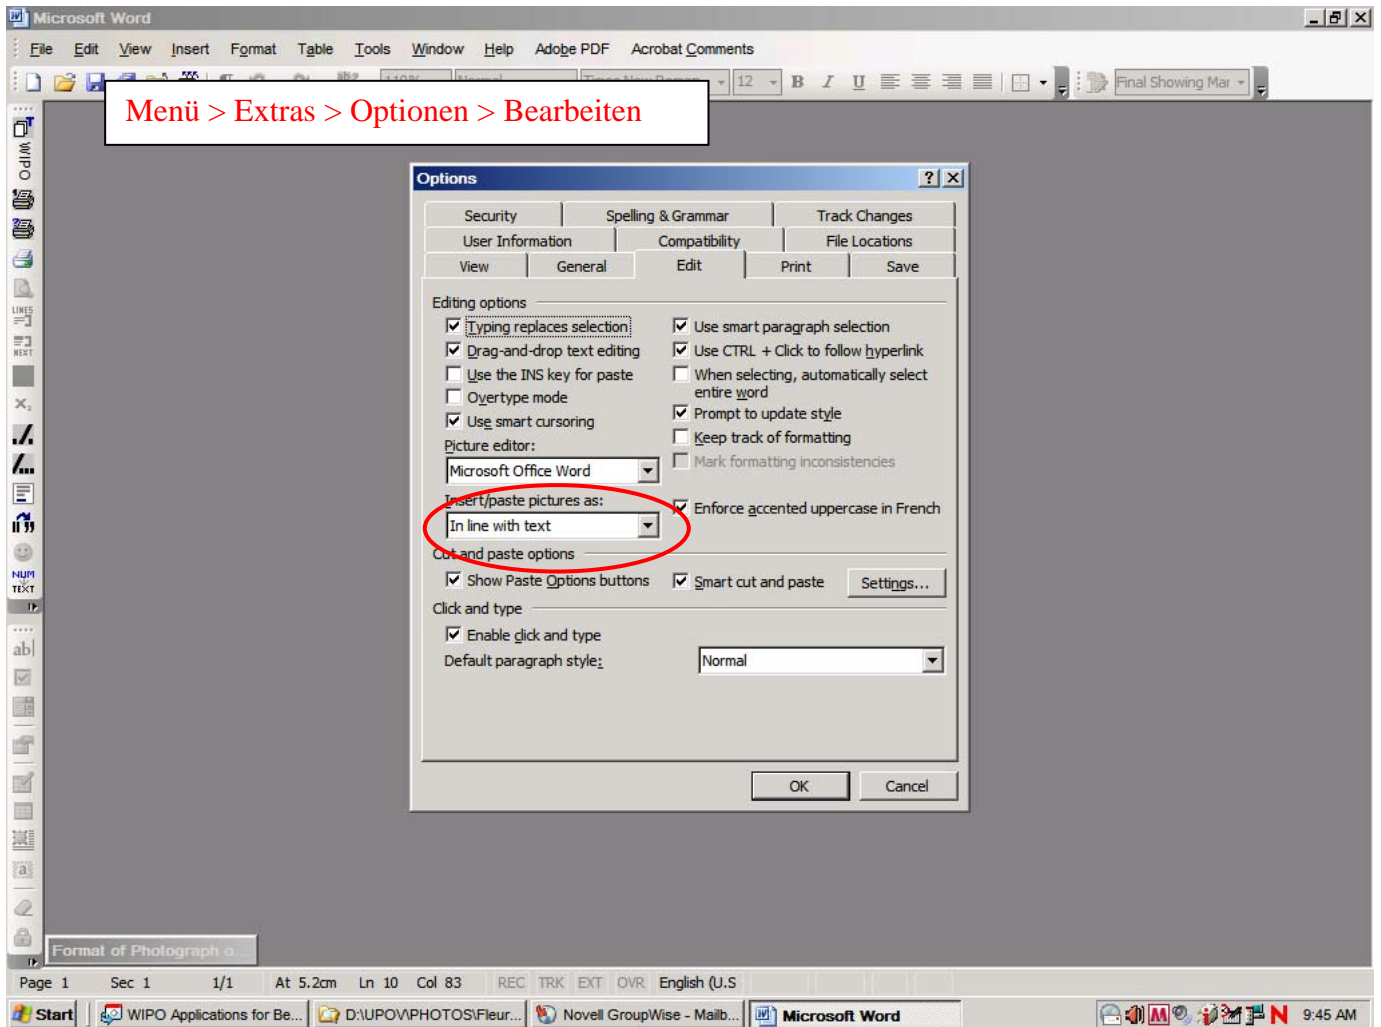 Microsoft Word
File Edit View Insert Format Table Tools Window Help Adobe PDF Acrobat Comments
12 B I U Final Showing Mar
Menü > Extras > Optionen > Bearbeiten
WIPO
LINES
NEXT
NUM
TEXT
ab
a
Options
Security Spelling & Grammar Track Changes
User Information Compatibility File Locations
View General Edit Print Save
Editing options
Typing replaces selection
Drag-and-drop text editing
Use the INS key for paste
Overtype mode
Use smart cursoring
Picture editor:
Microsoft Office Word
Insert/paste pictures as:
In line with text
Use smart paragraph selection
Use CTRL + Click to follow hyperlink
When selecting, automatically select
entire word
Prompt to update style
Keep track of formatting
Mark formatting inconsistencies
Enforce accented uppercase in French
Cut and paste options
Show Paste Options buttons
Smart cut and paste
Settings...
Click and type
Enable click and type
Default paragraph style:
Normal
OK Cancel
Format of Photograph o...
Page 1 Sec 1 1/1 At 5.2cm Ln 10 Col 83 REC TRK EXT OVR English (U.S
Start WIPO Applications for Be... D:\UPOV\PHOTOS\Fleur... Novell GroupWise - Mailb... Microsoft Word 9:45 AM